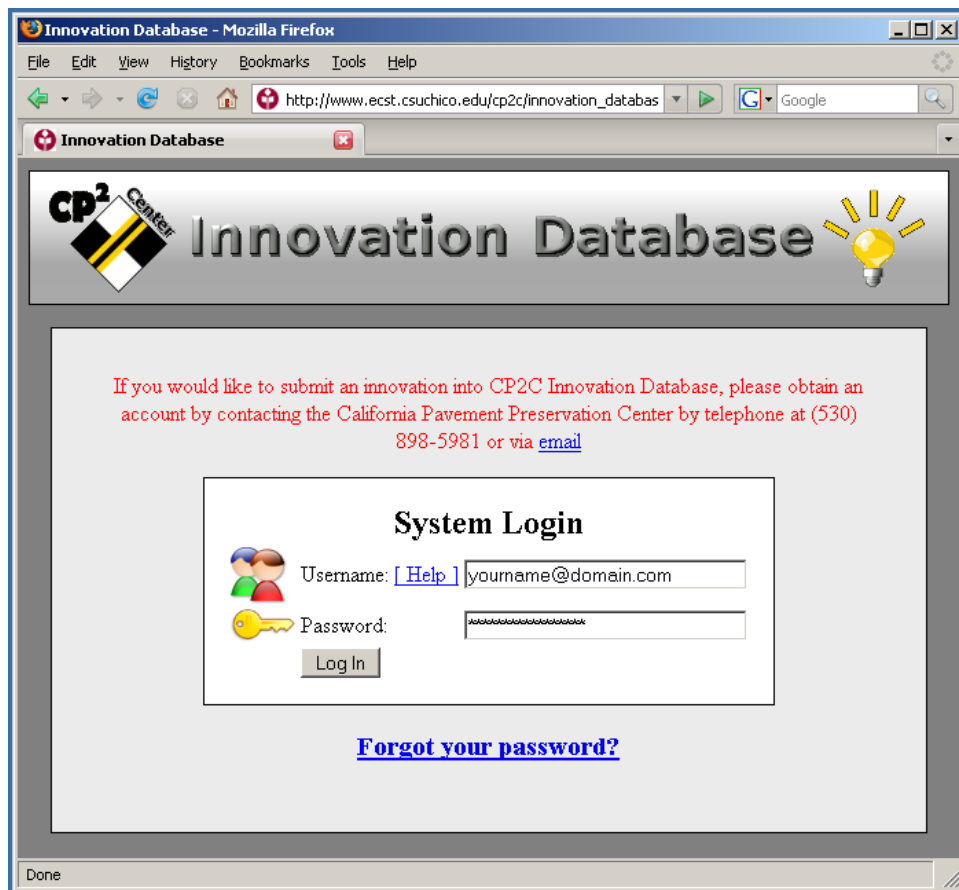 Innovation Database - Mozilla Firefox
File Edit View History Bookmarks Tools Help
http://www.ecst.csuchico.edu/cp2c/innovation_databas G Google
Innovation Database
CP2 Center Innovation Database
If you would like to submit an innovation into CP2C Innovation Database, please obtain an
account by contacting the California Pavement Preservation Center by telephone at (530)
898-5981 or via email
System Login
Username: [ Help ] yourname@domain.com
Password: ******************
Log In
Forgot your password?
Done